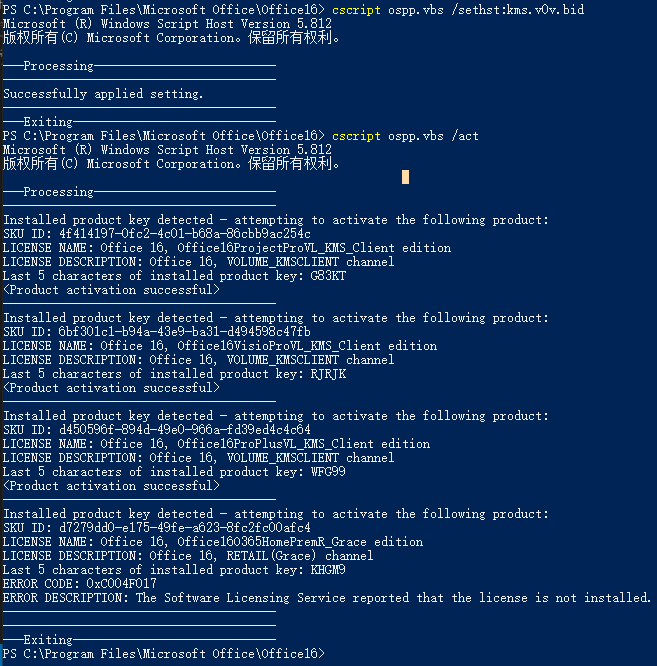 PS C:\Program Files\Microsoft Office\Office16> cscript ospp.vbs /sethst:kms.v0v.bid
Microsoft (R) Windows Script Host Version 5.812
版权所有(C) Microsoft Corporation。保留所有权利。
---Processing--------------------------
---------------------------------------
Successfully applied setting.
---------------------------------------
---Exiting-----------------------------
PS C:\Program Files\Microsoft Office\Office16> cscript ospp.vbs /act
Microsoft (R) Windows Script Host Version 5.812
版权所有(C) Microsoft Corporation。保留所有权利。
---Processing--------------------------
---------------------------------------
Installed product key detected - attempting to activate the following product:
SKU ID: 4f414197-0fc2-4c01-b68a-86cbb9ac254c
LICENSE NAME: Office 16, Office16ProjectProVL_KMS_Client edition
LICENSE DESCRIPTION: Office 16, VOLUME_KMSCLIENT channel
Last 5 characters of installed product key: G83KT
<Product activation successful>
---------------------------------------
Installed product key detected - attempting to activate the following product:
SKU ID: 6bf301c1-b94a-43e9-ba31-d494598c47fb
LICENSE NAME: Office 16, Office16VisioProVL_KMS_Client edition
LICENSE DESCRIPTION: Office 16, VOLUME_KMSCLIENT channel
Last 5 characters of installed product key: RJRJK
<Product activation successful>
---------------------------------------
Installed product key detected - attempting to activate the following product:
SKU ID: d450596f-894d-49e0-966a-fd39ed4c4c64
LICENSE NAME: Office 16, Office16ProPlusVL_KMS_Client edition
LICENSE DESCRIPTION: Office 16, VOLUME_KMSCLIENT channel
Last 5 characters of installed product key: WFG99
<Product activation successful>
---------------------------------------
Installed product key detected - attempting to activate the following product:
SKU ID: d7279dd0-e175-49fe-a623-8fc2fc00afc4
LICENSE NAME: Office 16, Office16O365HomePremR_Grace edition
LICENSE DESCRIPTION: Office 16, RETAIL(Grace) channel
Last 5 characters of installed product key: KHGM9
ERROR CODE: 0xC004F017
ERROR DESCRIPTION: The Software Licensing Service reported that the license is not installed.
---------------------------------------
---------------------------------------
---Exiting-----------------------------
PS C:\Program Files\Microsoft Office\Office16>